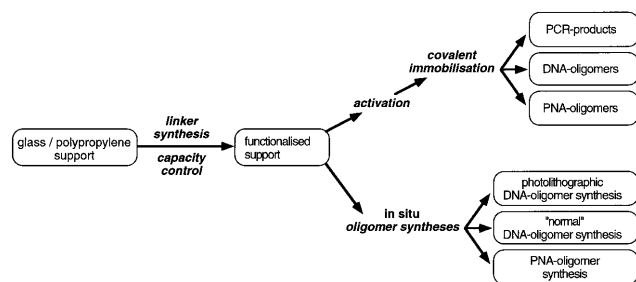 glass / polypropylene
support
linker
synthesis
capacity
control
functionalised
support
activation
covalent
immobilisation
PCR-products
DNA-oligomers
PNA-oligomers
in situ
oligomer syntheses
photolithographic
DNA-oligomer synthesis
"normal"
DNA-oligomer synthesis
PNA-oligomer
synthesis